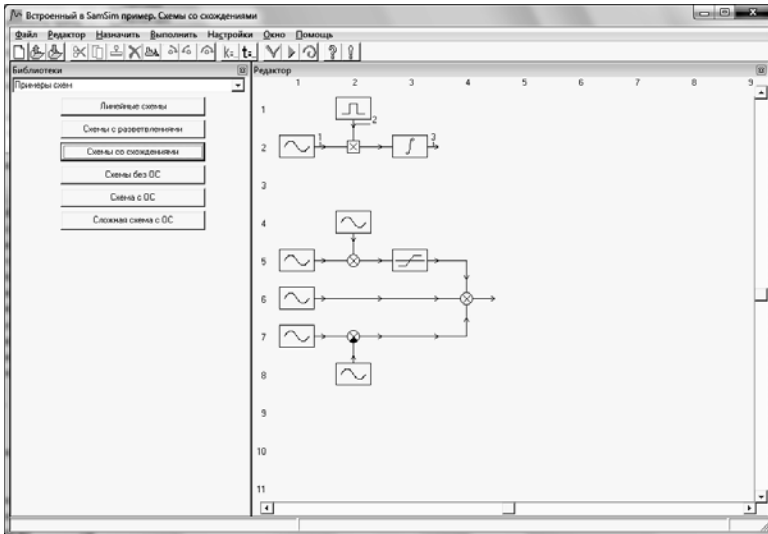 Встроенный в SamSim пример. Схемы со схождениями
Файл Редактор Назначить Выполнить Настройки Окно Помощь
k= t=
Библиотеки
Примеры схем
Линейные схемы
Схемы с разветвлениями
Схемы со схождениями
Схемы без ОС
Схема с ОС
Сложная схема с ОС
Редактор
1 2 3 4 5 6 7 8 9
1
2
1 3
2
3
4
5
6
7
8
9
10
11